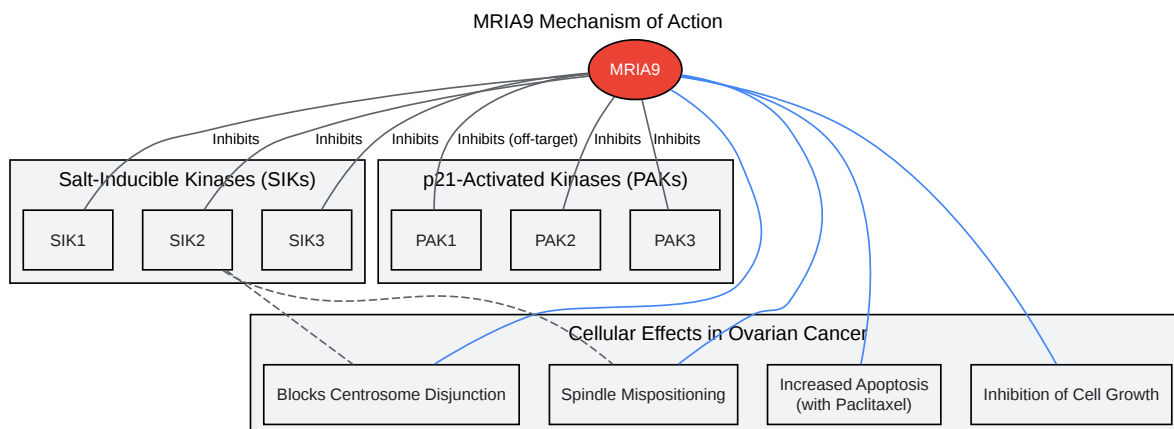 MRIA9 Mechanism of Action
MRIA9
Inhibits
Inhibits
Inhibits
Inhibits (off-target)
Inhibits
Inhibits
Salt-Inducible Kinases (SIKs)
p21-Activated Kinases (PAKs)
SIK1
SIK2
SIK3
PAK1
PAK2
PAK3
Cellular Effects in Ovarian Cancer
Blocks Centrosome Disjunction
Spindle Mispositioning
Increased Apoptosis
(with Paclitaxel)
Inhibition of Cell Growth